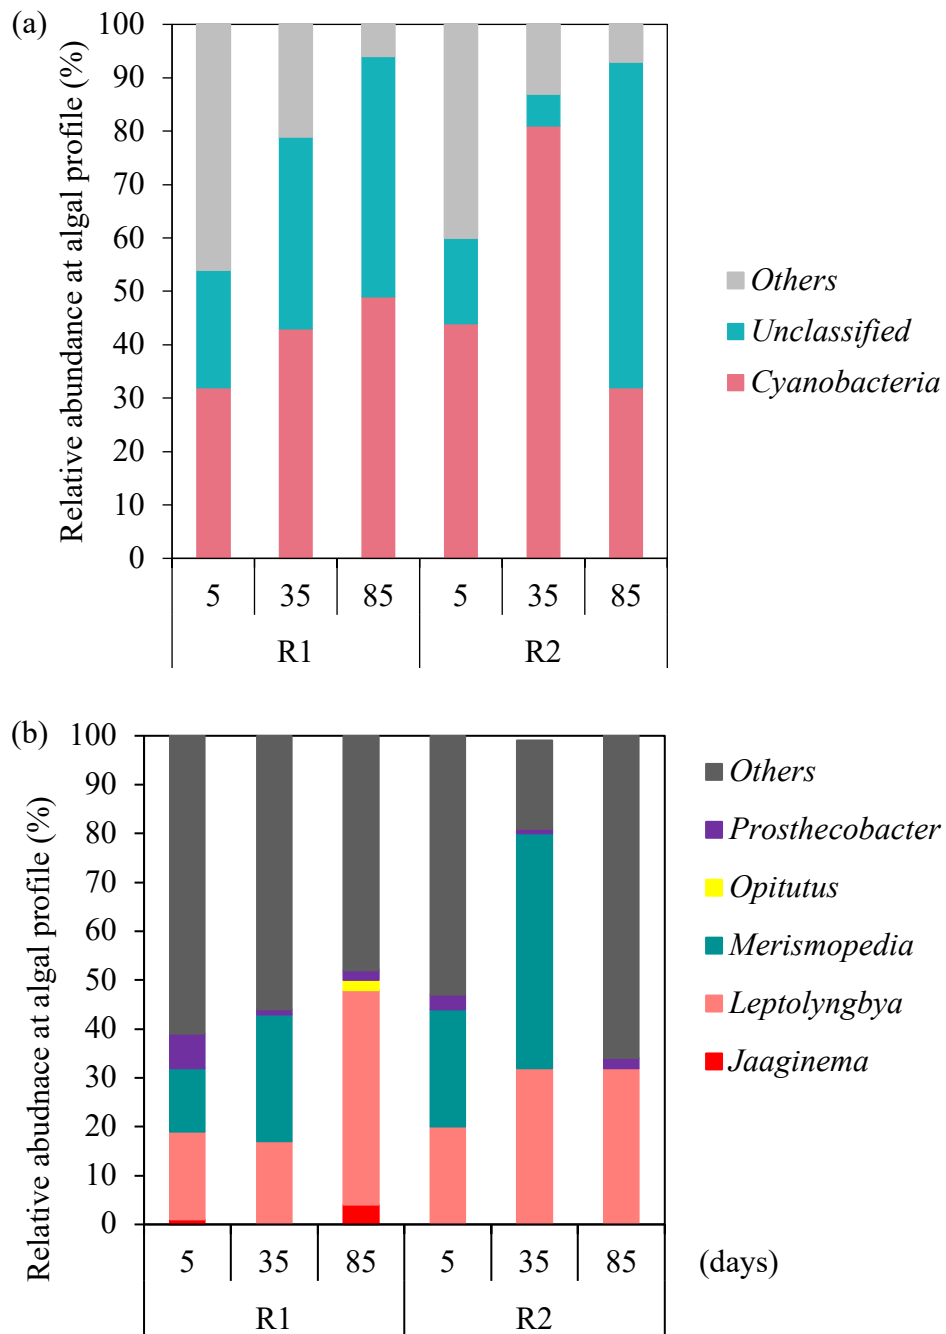 (a)
Relative abundance at algal profile (%)
100
90
80
70
60
50
40
30
20
10
0
5 35 85 5 35 85
R1 R2
Others
Unclassified
Cyanobacteria
(b)
Relative abudnace at algal profile (%)
100
90
80
70
60
50
40
30
20
10
0
5 35 85 5 35 85 (days)
R1 R2
Others
Prosthecobacter
Opitutus
Merismopedia
Leptolyngbya
Jaaginema